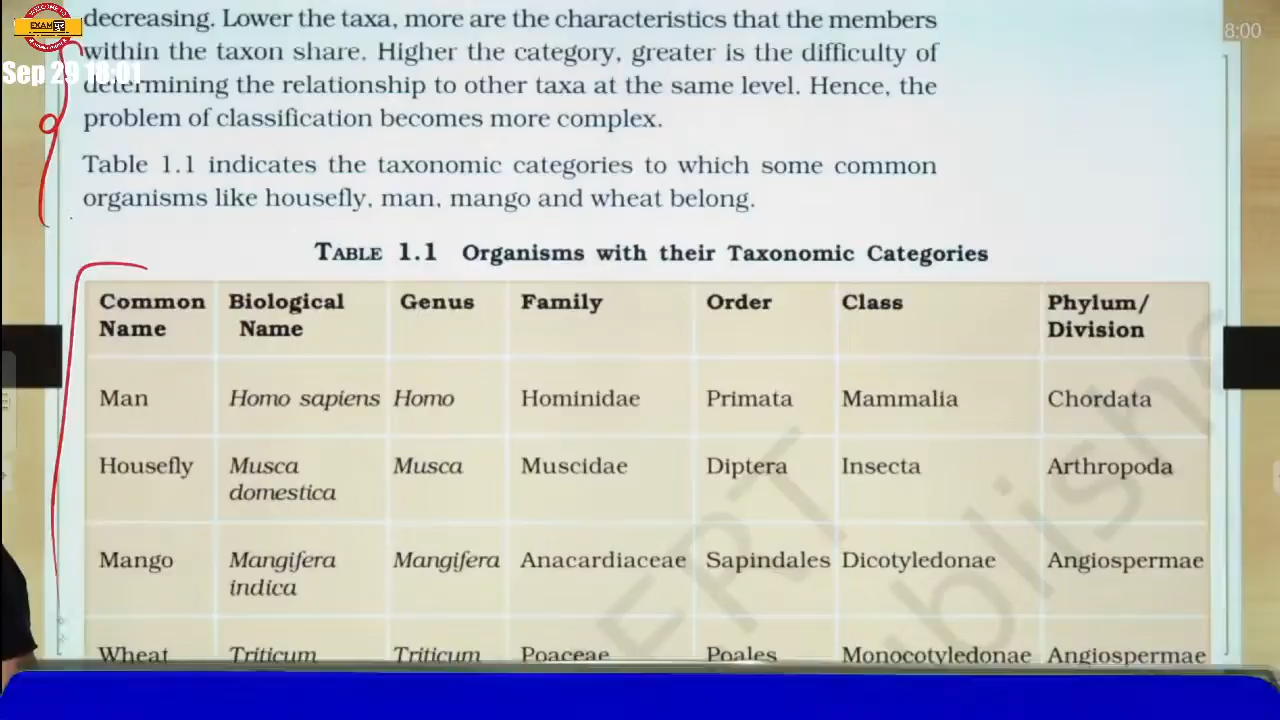 decreasing. Lower the taxa, more are the characteristics that the members
EXAM
8:00
within the taxon share. Higher the category, greater is the difficulty of
Sep 29 18:01
determining the relationship to other taxa at the same level. Hence, the
problem of classification becomes more complex.
Table 1.1 indicates the taxonomic categories to which some common
organisms like housefly, man, mango and wheat belong.
TABLE 1.1 Organisms with their Taxonomic Categories
Common Name Biological Name Genus Family Order Class Phylum/ Division
Man Homo sapiens Homo Hominidae Primata Mammalia Chordata
Housefly Musca domestica Musca Muscidae Diptera Insecta Arthropoda
Mango Mangifera indica Mangifera Anacardiaceae Sapindales Dicotyledonae Angiospermae
Wheat Triticum Triticum Poaceae Poales Monocotyledonae Angiospermae